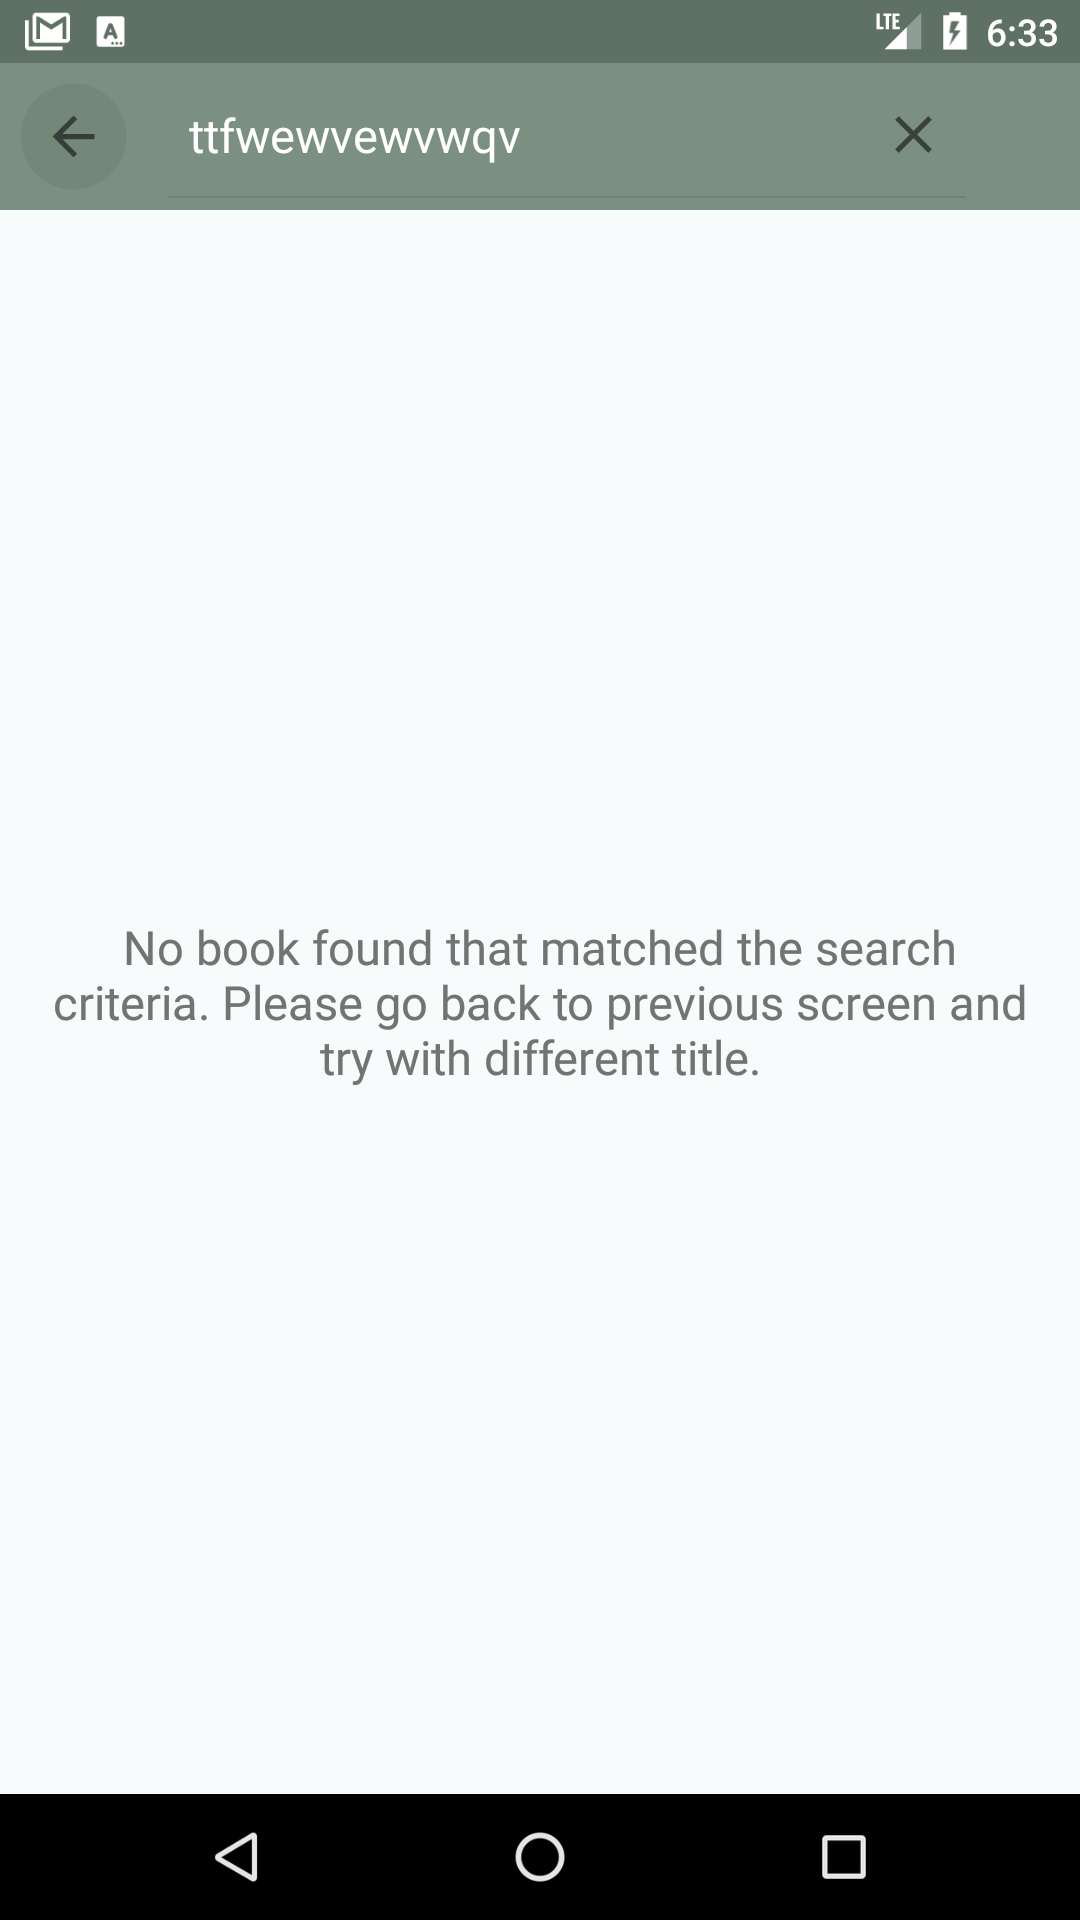 LTE 6:33
ttfwewvewvwqv
No book found that matched the search
criteria. Please go back to previous screen and
try with different title.